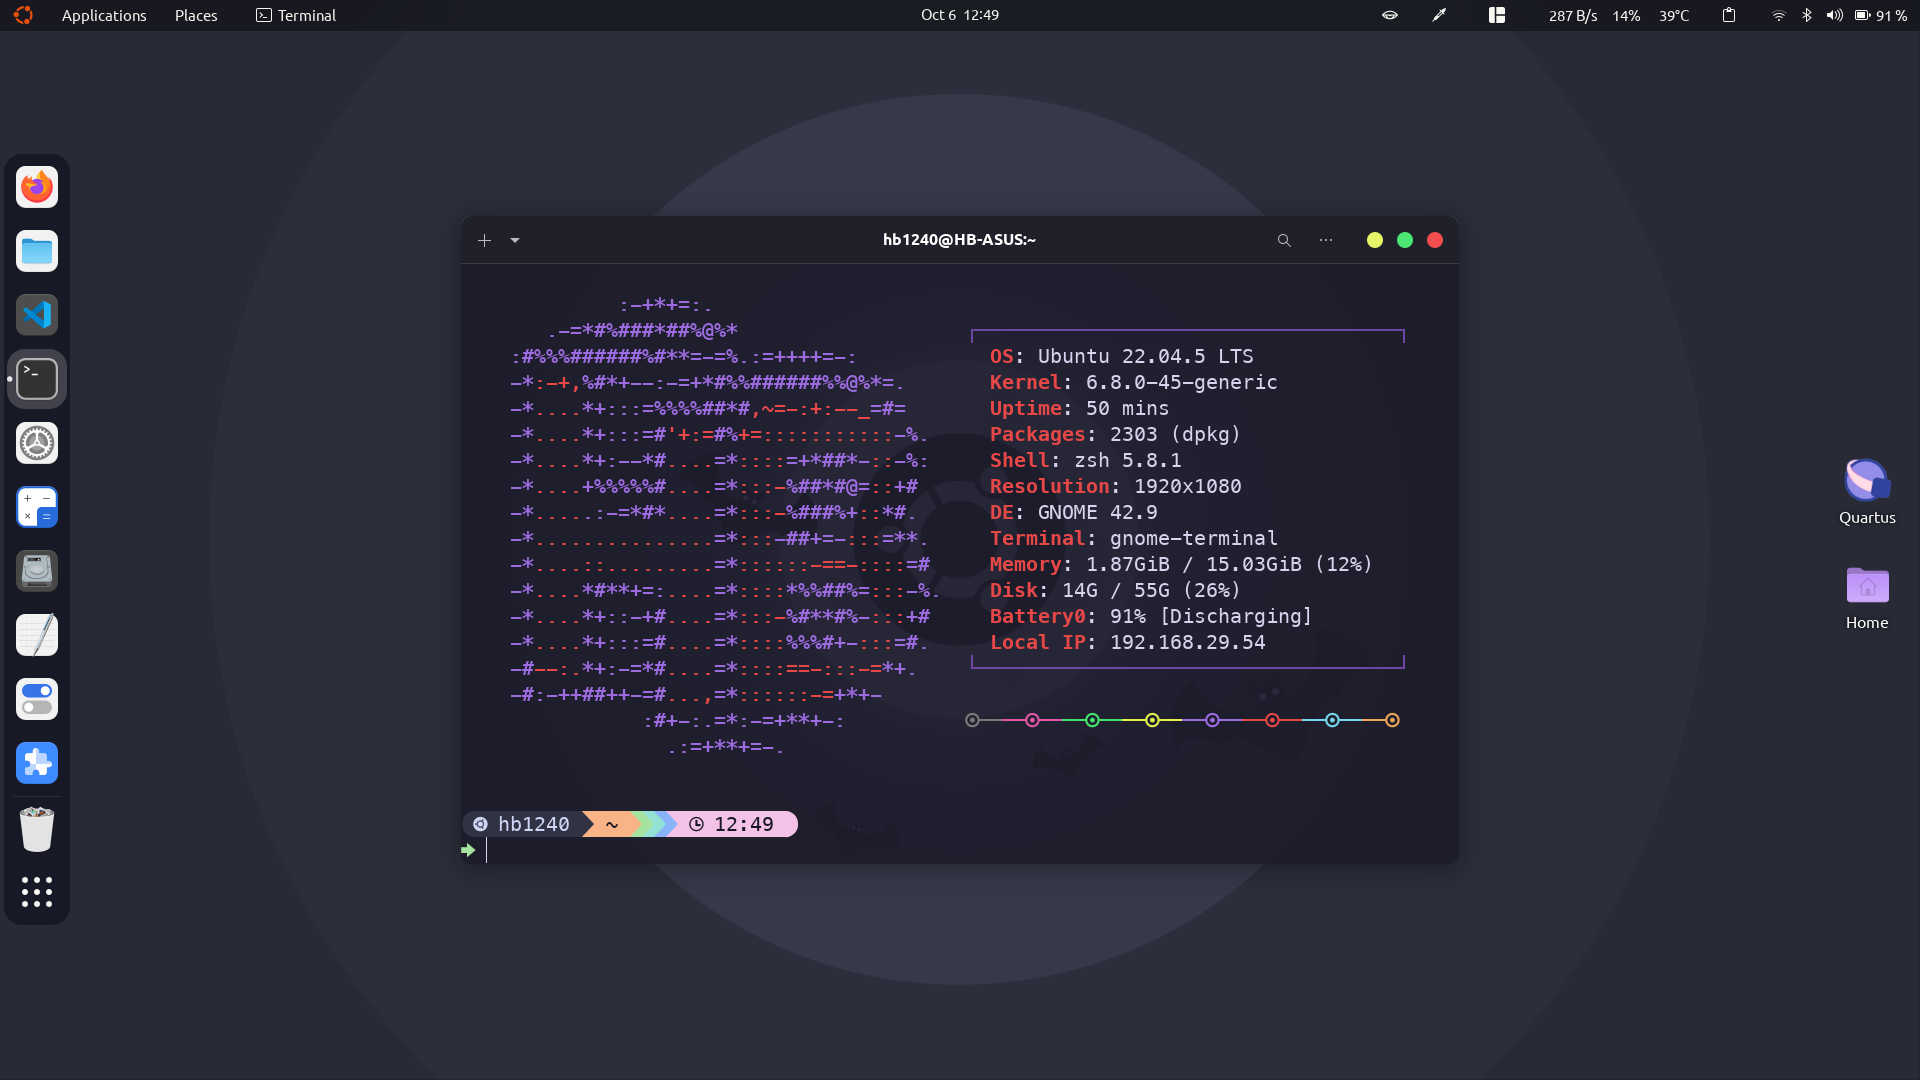 Applications Places Terminal Oct 6 12:49 287 B/s 14% 39°C 91 %
hb1240@HB-ASUS:~
OS: Ubuntu 22.04.5 LTS
Kernel: 6.8.0-45-generic
Uptime: 50 mins
Packages: 2303 (dpkg)
Shell: zsh 5.8.1
Resolution: 1920x1080
DE: GNOME 42.9
Terminal: gnome-terminal
Memory: 1.87GiB / 15.03GiB (12%)
Disk: 14G / 55G (26%)
Battery0: 91% [Discharging]
Local IP: 192.168.29.54
hb1240 ~ 12:49
Quartus
Home